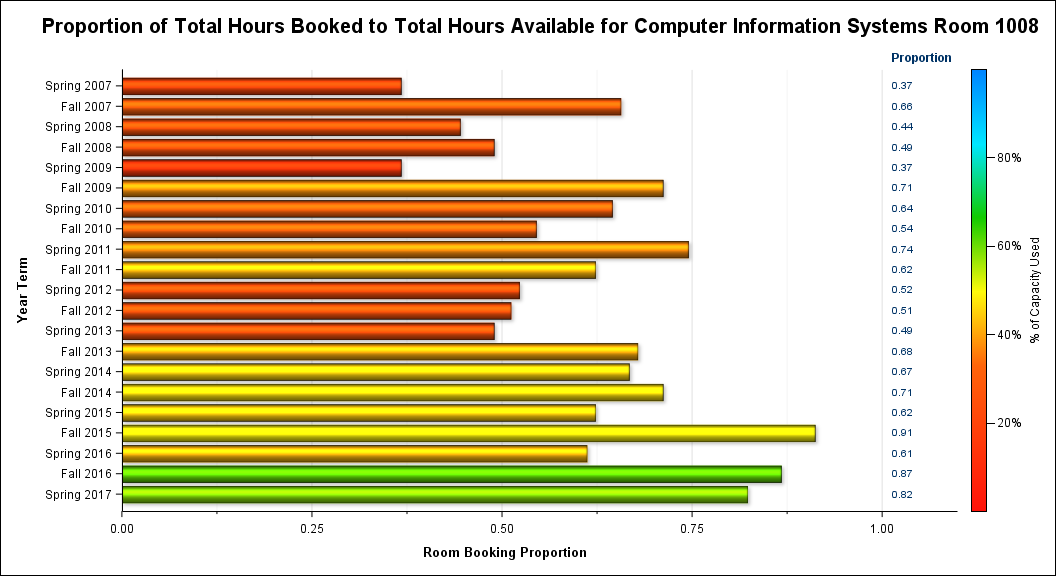 Proportion of Total Hours Booked to Total Hours Available for Computer Information Systems Room 1008
Proportion
Spring 2007 0.37
Fall 2007 0.66
Spring 2008 0.44
Fall 2008 0.49
Spring 2009 0.37
Fall 2009 0.71
Spring 2010 0.64
Fall 2010 0.54
Spring 2011 0.74
Fall 2011 0.62
Spring 2012 0.52
Fall 2012 0.51
Spring 2013 0.49
Fall 2013 0.68
Spring 2014 0.67
Fall 2014 0.71
Spring 2015 0.62
Fall 2015 0.91
Spring 2016 0.61
Fall 2016 0.87
Spring 2017 0.82
Year Term
0.00 0.25 0.50 0.75 1.00
Room Booking Proportion
80%
60%
40%
20%
% of Capacity Used